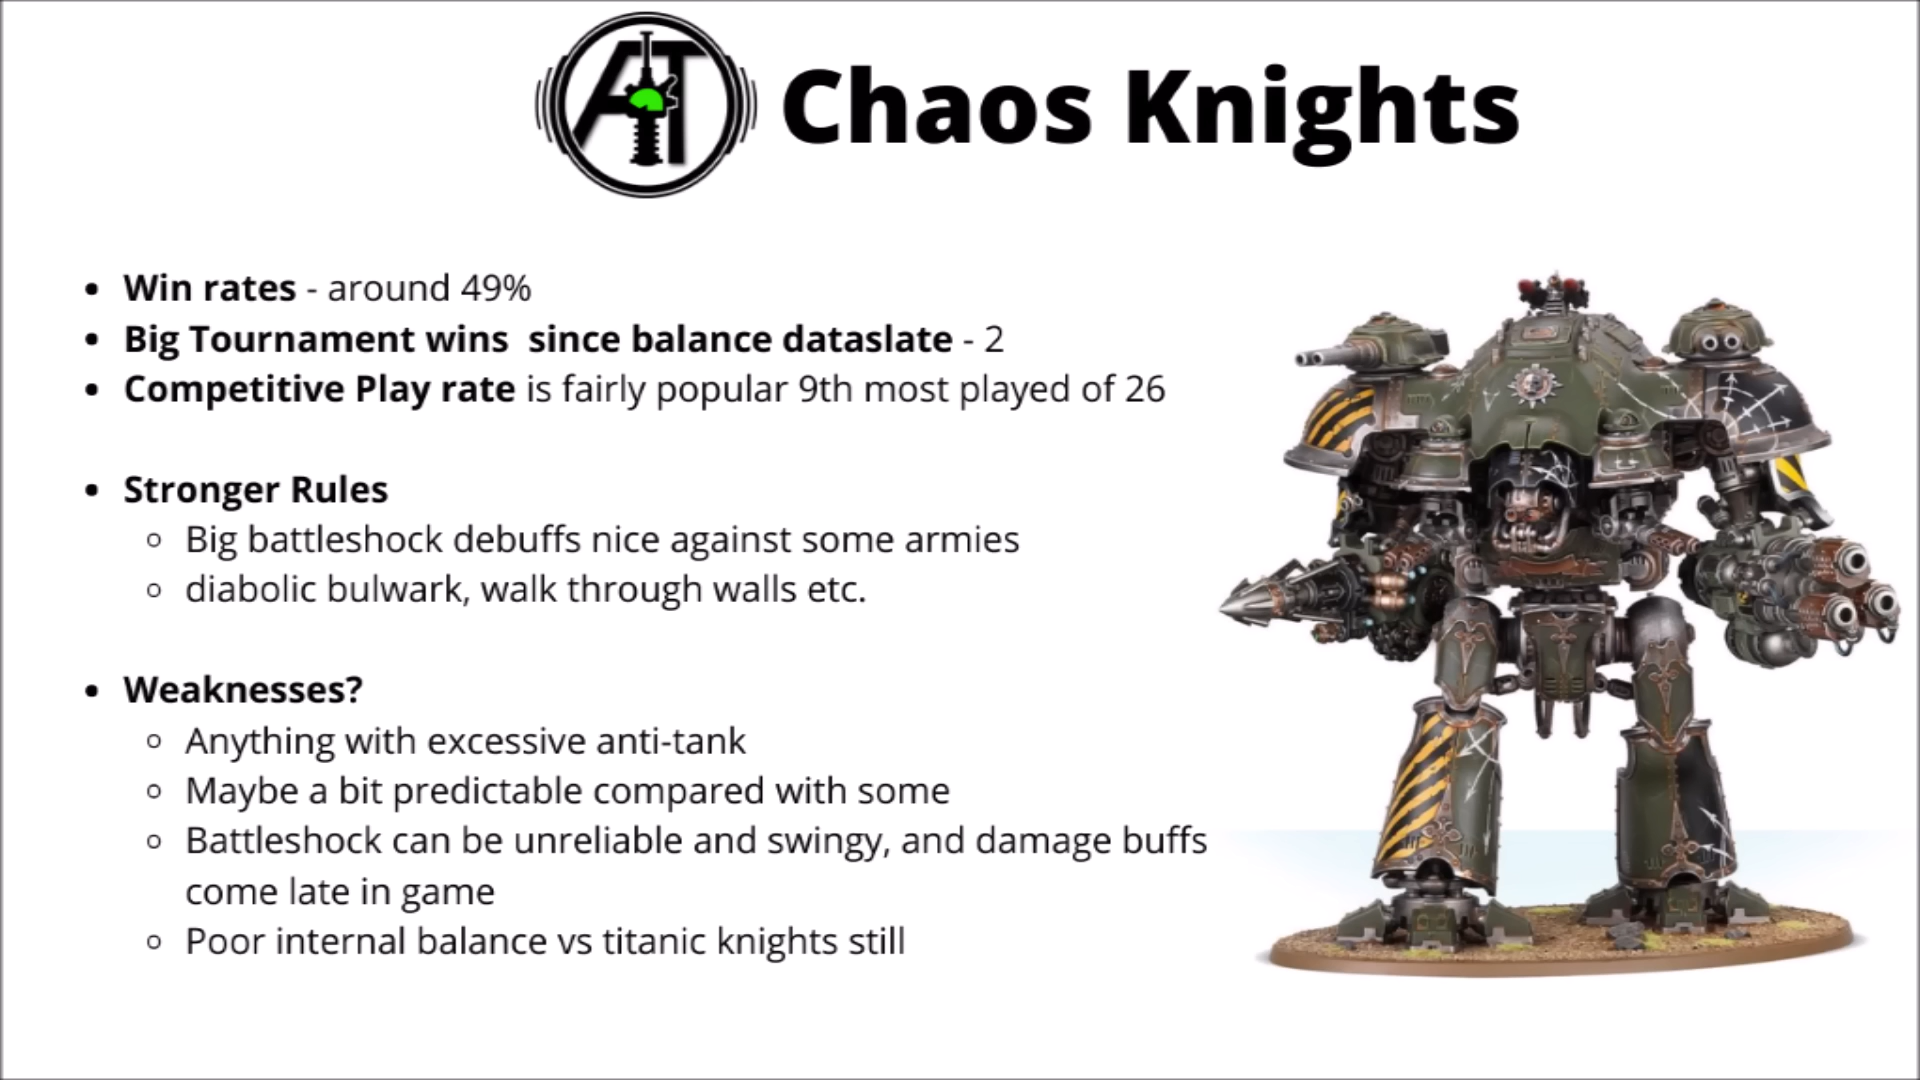 AT
Chaos Knights
• Win rates - around 49%
• Big Tournament wins  since balance dataslate - 2
• Competitive Play rate is fairly popular 9th most played of 26
• Stronger Rules
◦ Big battleshock debuffs nice against some armies
◦ diabolic bulwark, walk through walls etc.
• Weaknesses?
◦ Anything with excessive anti-tank
◦ Maybe a bit predictable compared with some
◦ Battleshock can be unreliable and swingy, and damage buffs
come late in game
◦ Poor internal balance vs titanic knights still